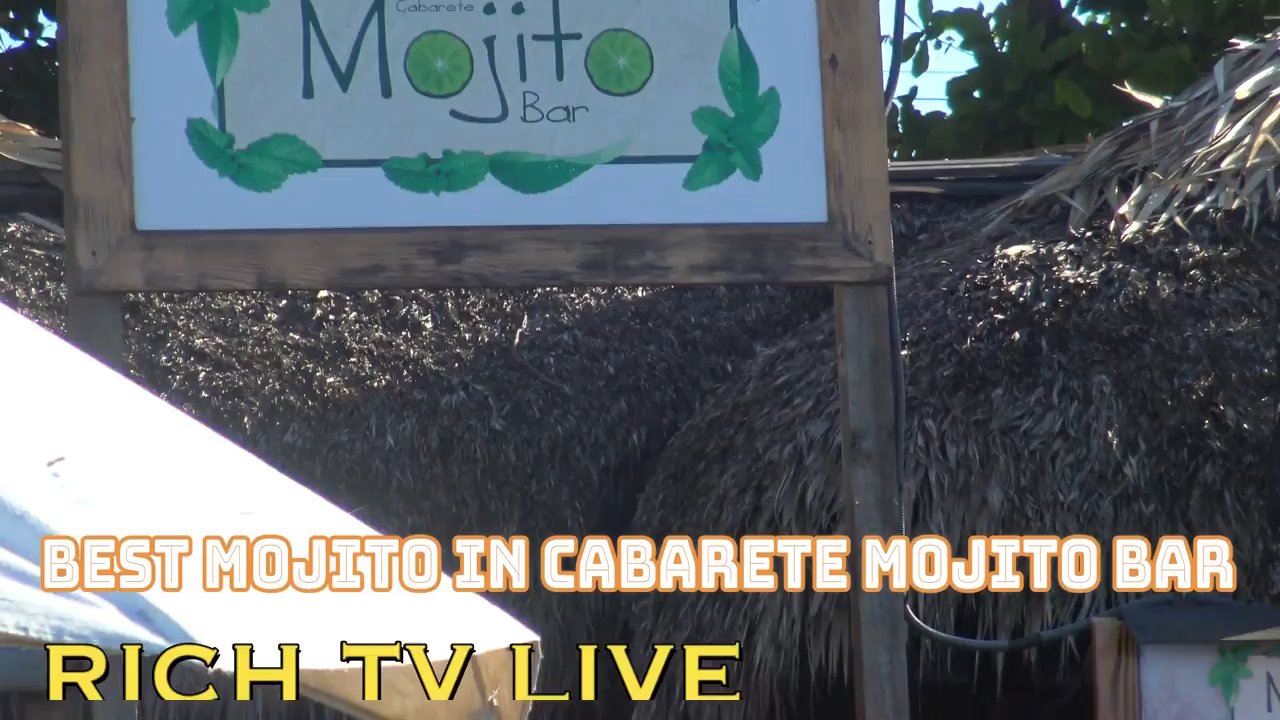 Cabarete
Mojito
Bar
BEST MOJITO IN CABARETE MOJITO BAR
RICH TV LIVE